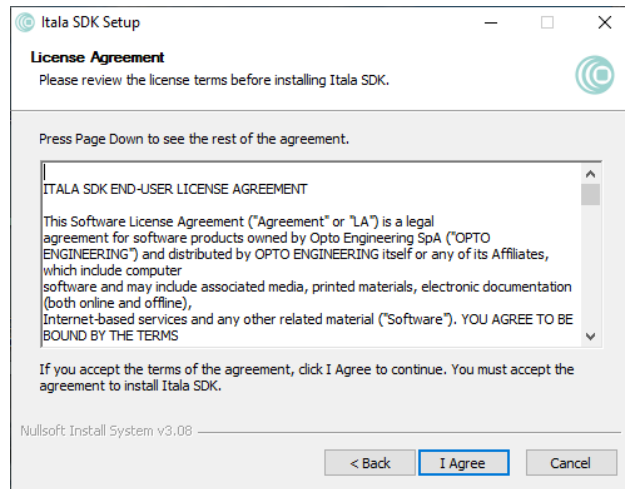 Itala SDK Setup
License Agreement
Please review the license terms before installing Itala SDK.
Press Page Down to see the rest of the agreement.
ITALA SDK END-USER LICENSE AGREEMENT
This Software License Agreement ("Agreement" or "LA") is a legal
agreement for software products owned by Opto Engineering SpA ("OPTO
ENGINEERING") and distributed by OPTO ENGINEERING itself or any of its Affiliates,
which include computer
software and may include associated media, printed materials, electronic documentation
(both online and offline),
Internet-based services and any other related material ("Software"). YOU AGREE TO BE
BOUND BY THE TERMS
If you accept the terms of the agreement, click I Agree to continue. You must accept the
agreement to install Itala SDK.
Nullsoft Install System v3.08
< Back I Agree Cancel